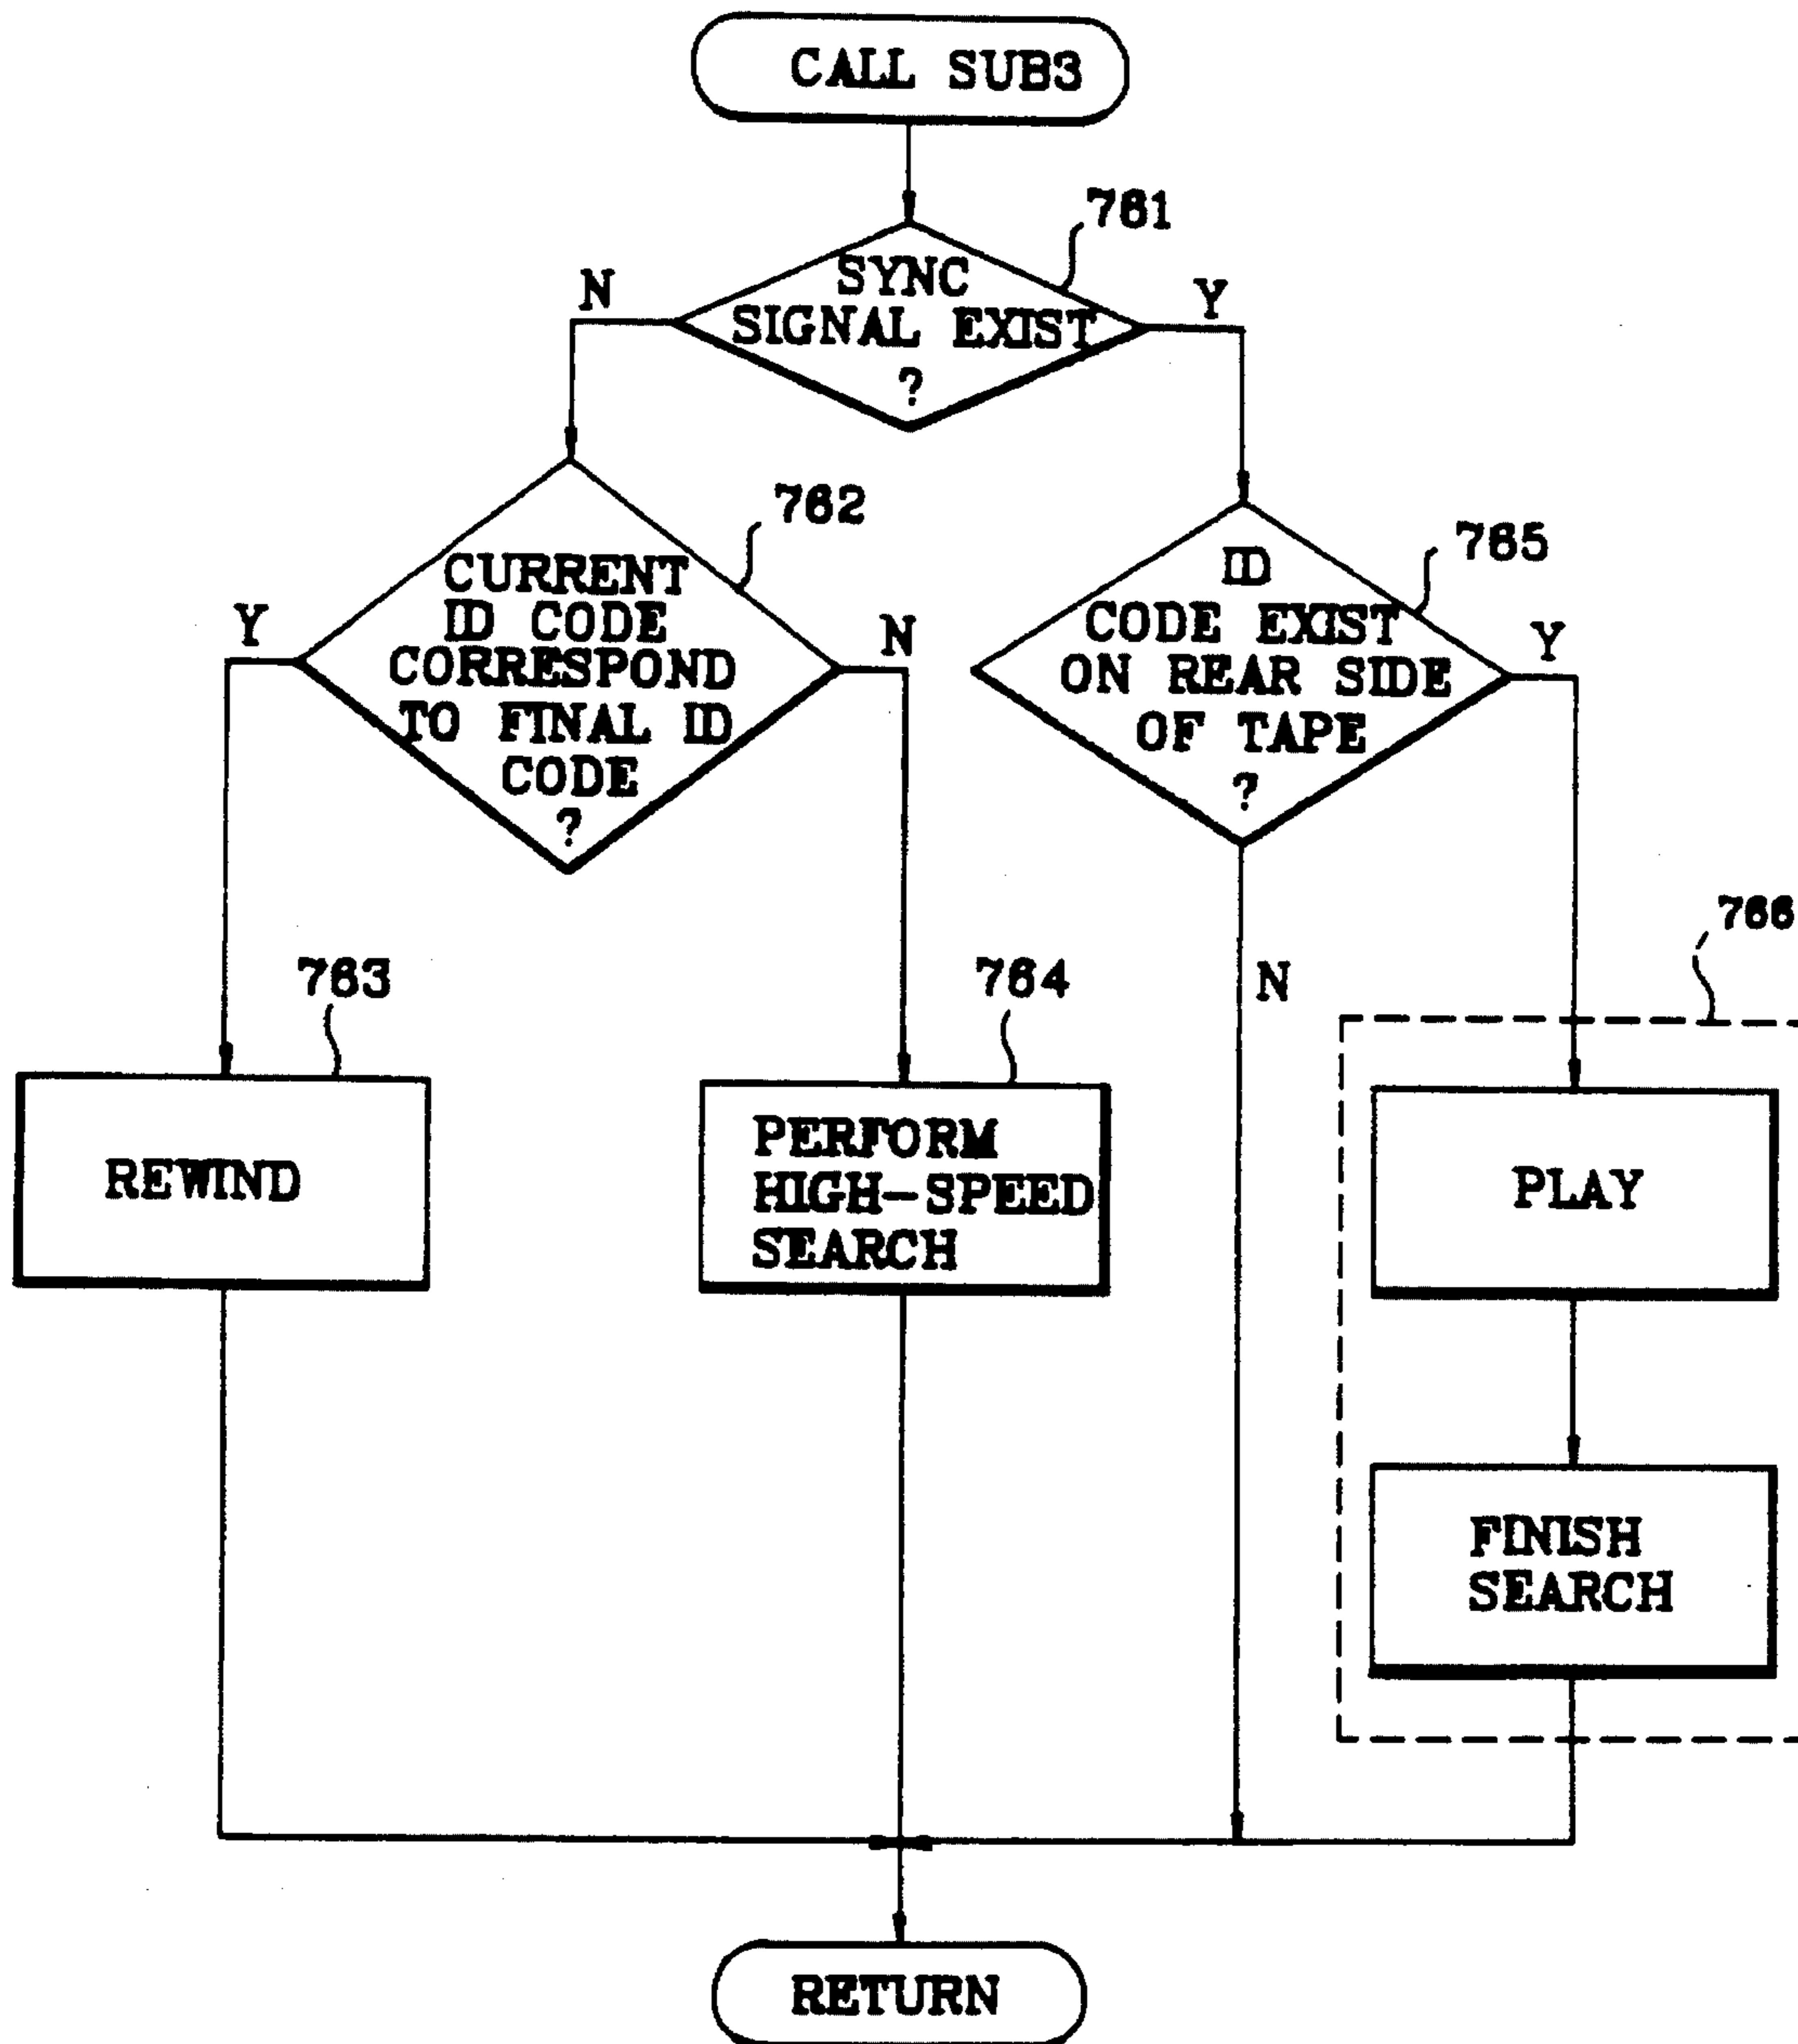 CALL SUB3
761
SYNC
SIGNAL EXIST
?
N
Y
762
CURRENT
ID CODE
CORRESPOND
TO FINAL ID
CODE
?
Y
N
765
ID
CODE EXIST
ON REAR SIDE
OF TAPE
?
Y
N
763
REWIND
764
PERFORM
HIGH-SPEED
SEARCH
766
PLAY
FINISH
SEARCH
RETURN